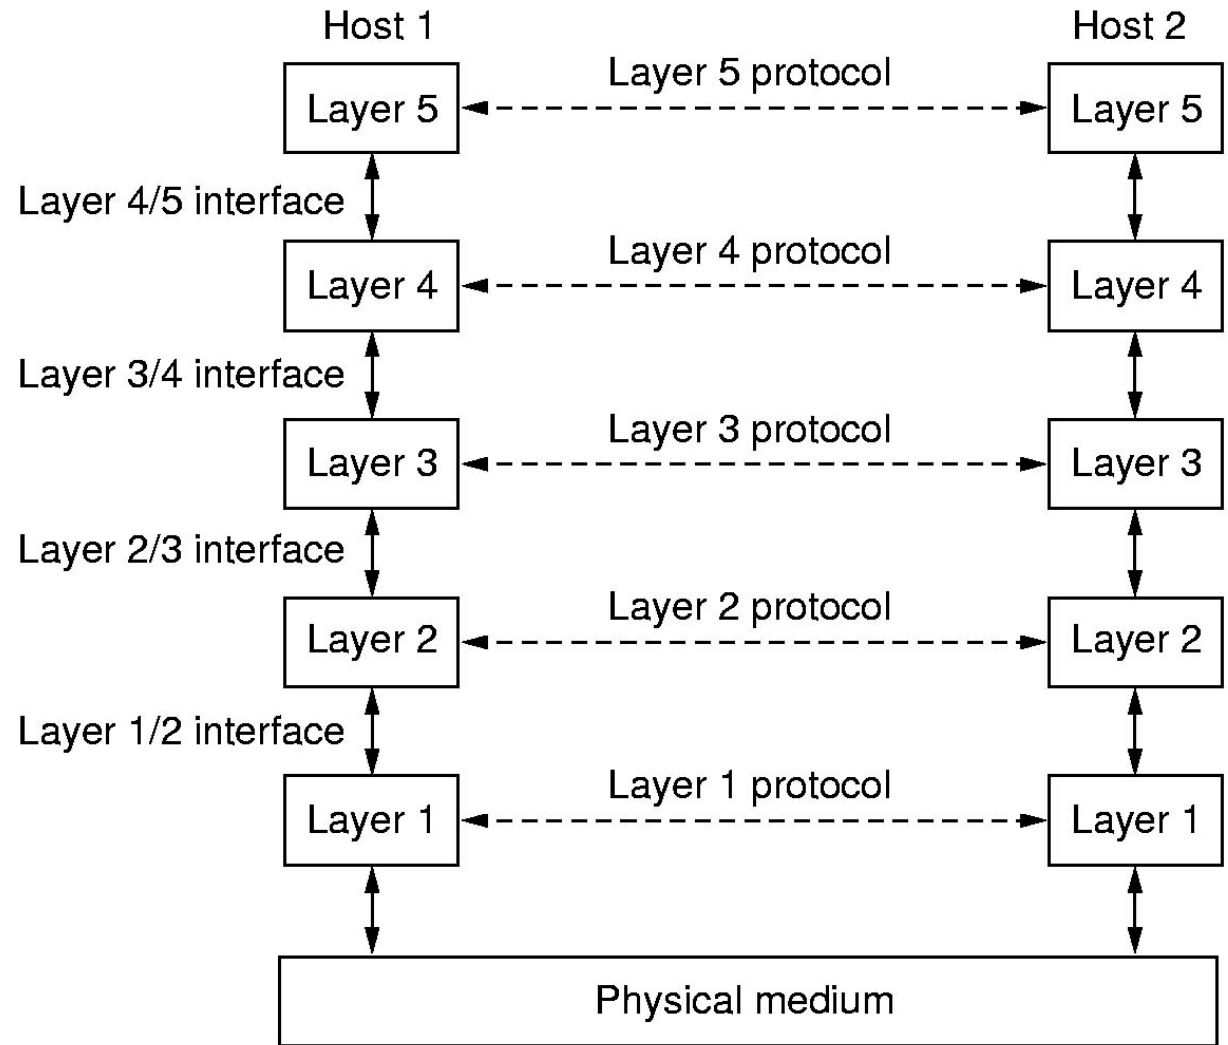 Host 1
Host 2
Layer 5 protocol
Layer 5
Layer 5
Layer 4/5 interface
Layer 4 protocol
Layer 4
Layer 4
Layer 3/4 interface
Layer 3 protocol
Layer 3
Layer 3
Layer 2/3 interface
Layer 2 protocol
Layer 2
Layer 2
Layer 1/2 interface
Layer 1 protocol
Layer 1
Layer 1
Physical medium